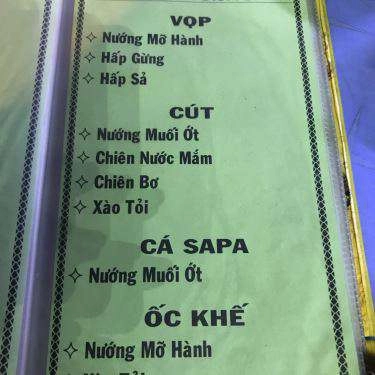 VỌP
Nướng Mỡ Hành
Hấp Gừng
Hấp Sả
CÚT
Nướng Muối Ớt
Chiên Nước Mắm
Chiên Bơ
Xào Tỏi
CÁ SAPA
Nướng Muối Ớt
ỐC KHẾ
Nướng Mỡ Hành